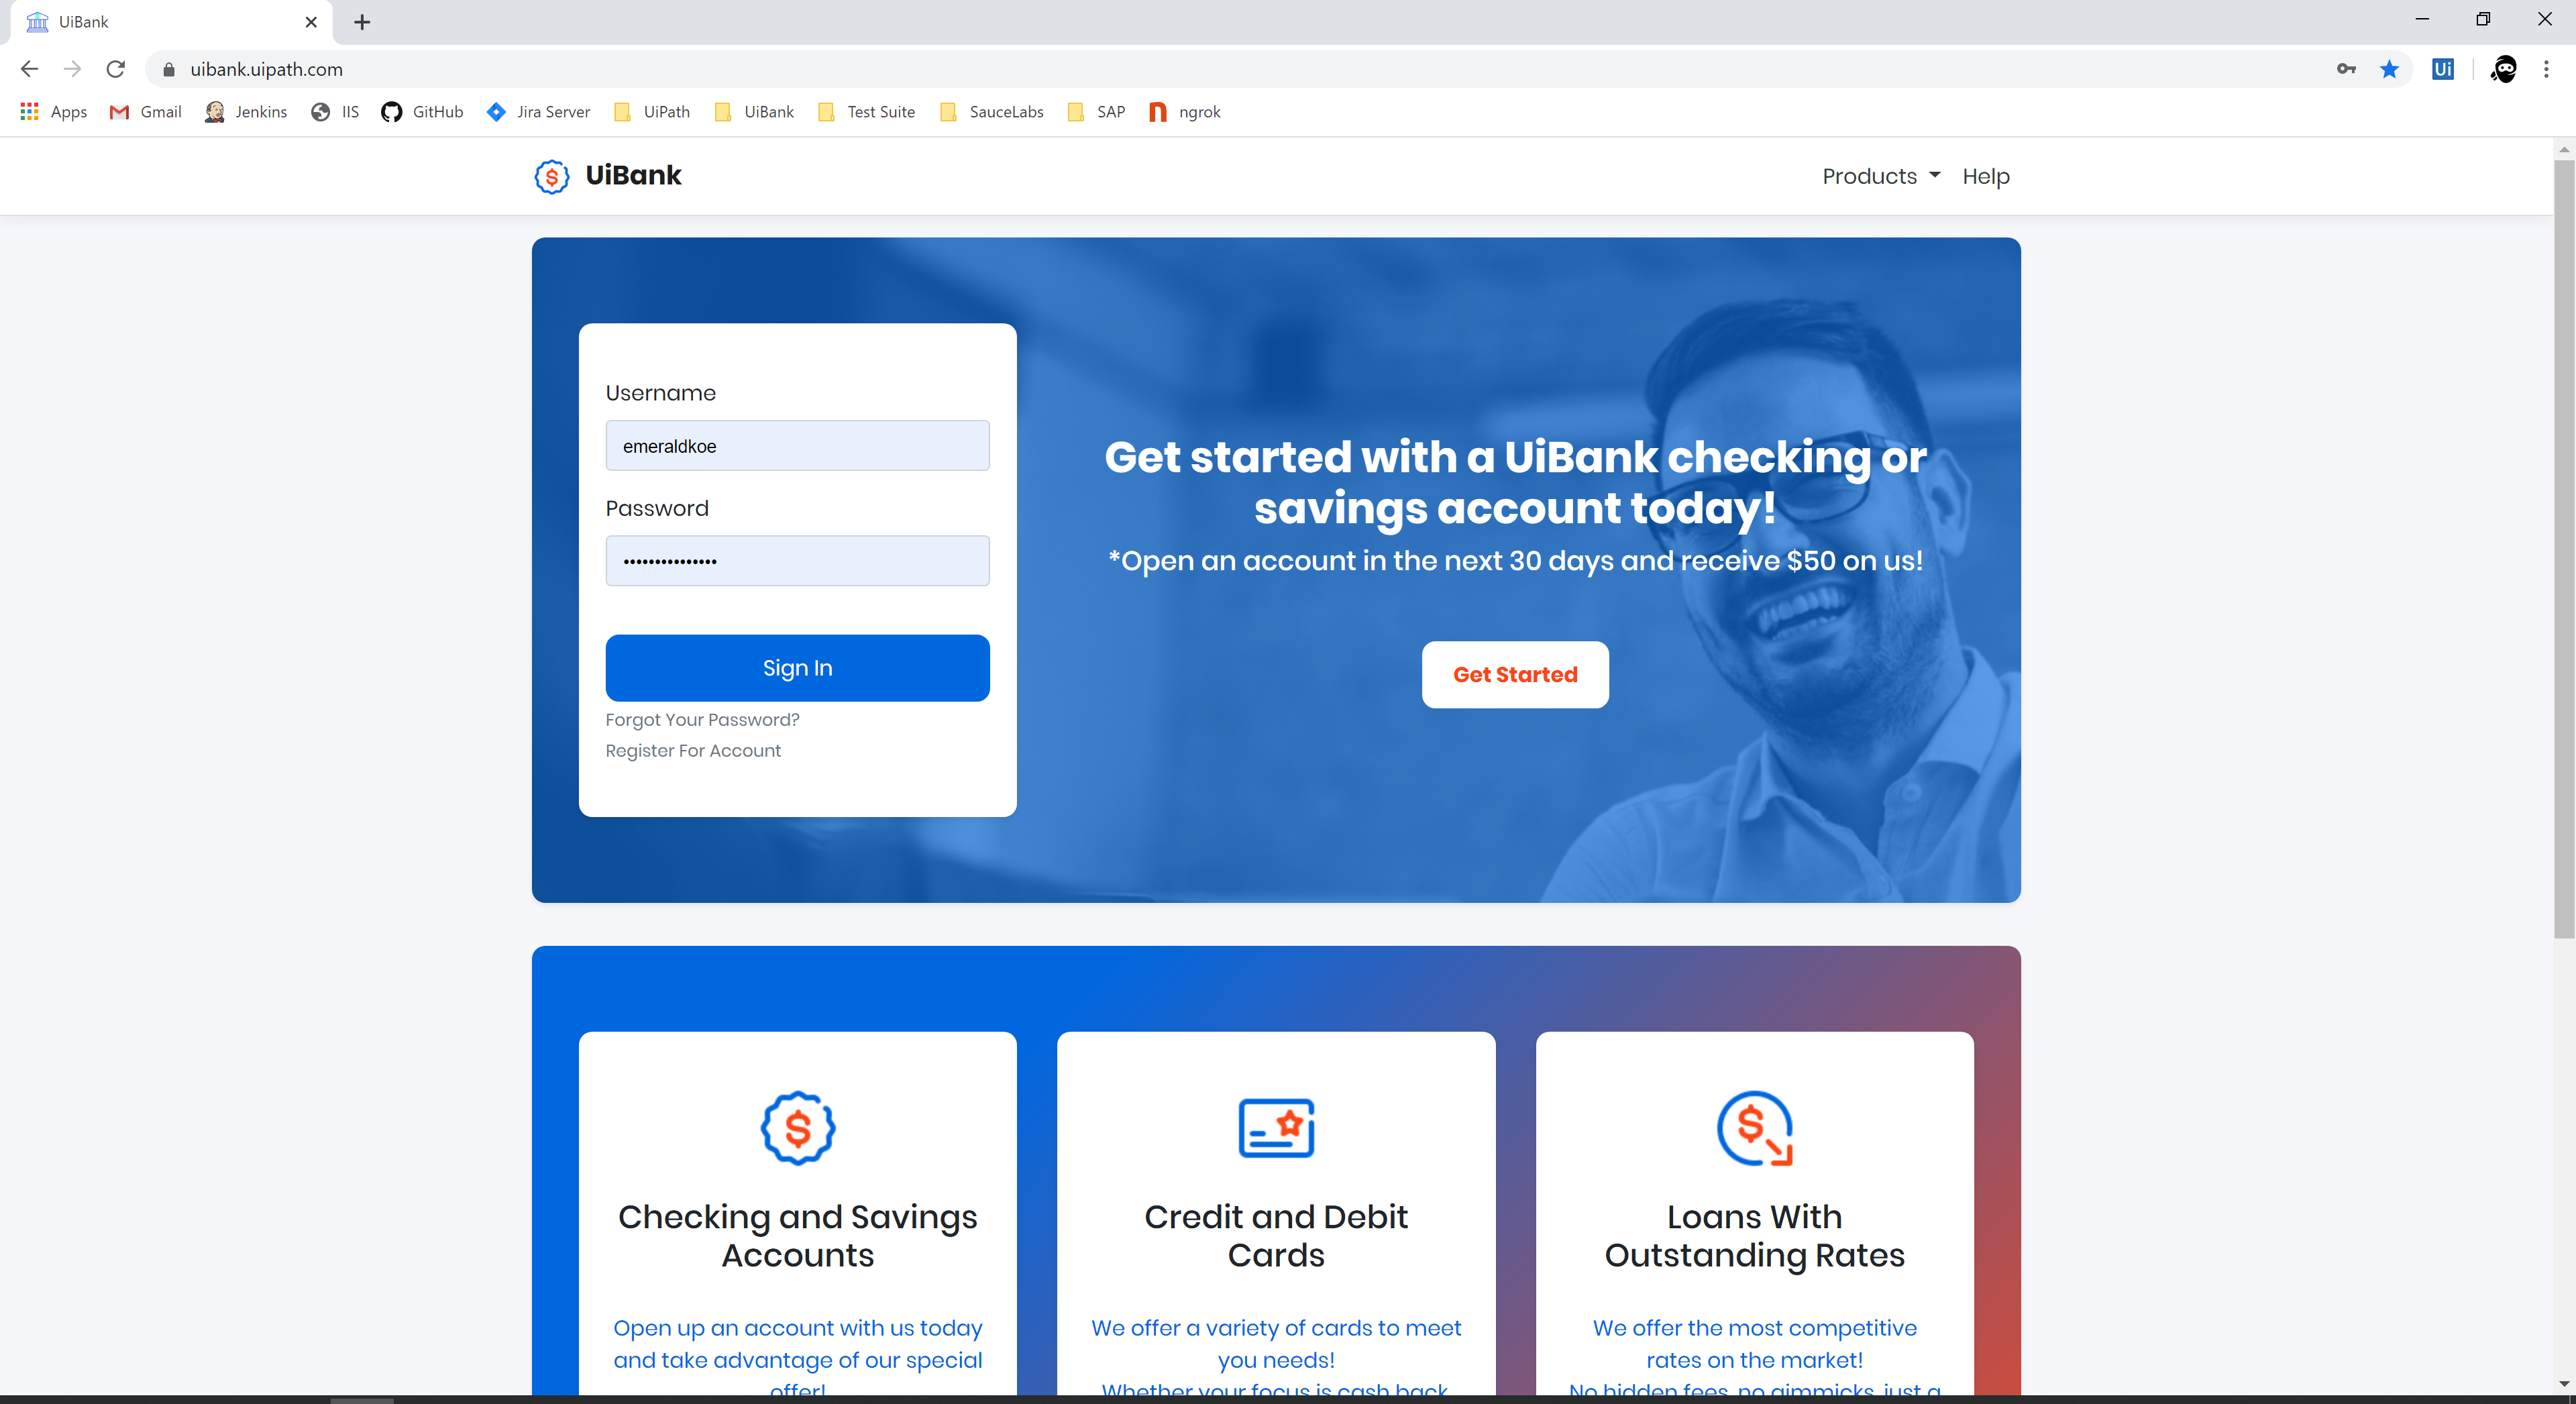 UiBank
uibank.uipath.com
Ui
Apps Gmail Jenkins IIS GitHub Jira Server UiPath UiBank Test Suite SauceLabs SAP ngrok
UiBank
Products Help
Username
emeraldkoe
Password
•••••••••••••••
Sign In
Forgot Your Password?
Register For Account
Get started with a UiBank checking or
savings account today!
*Open an account in the next 30 days and receive $50 on us!
Get Started
Checking and Savings
Accounts
Open up an account with us today
and take advantage of our special
offer!
Credit and Debit
Cards
We offer a variety of cards to meet
you needs!
Whether your focus is cash back
Loans With
Outstanding Rates
We offer the most competitive
rates on the market!
No hidden fees, no gimmicks, just a